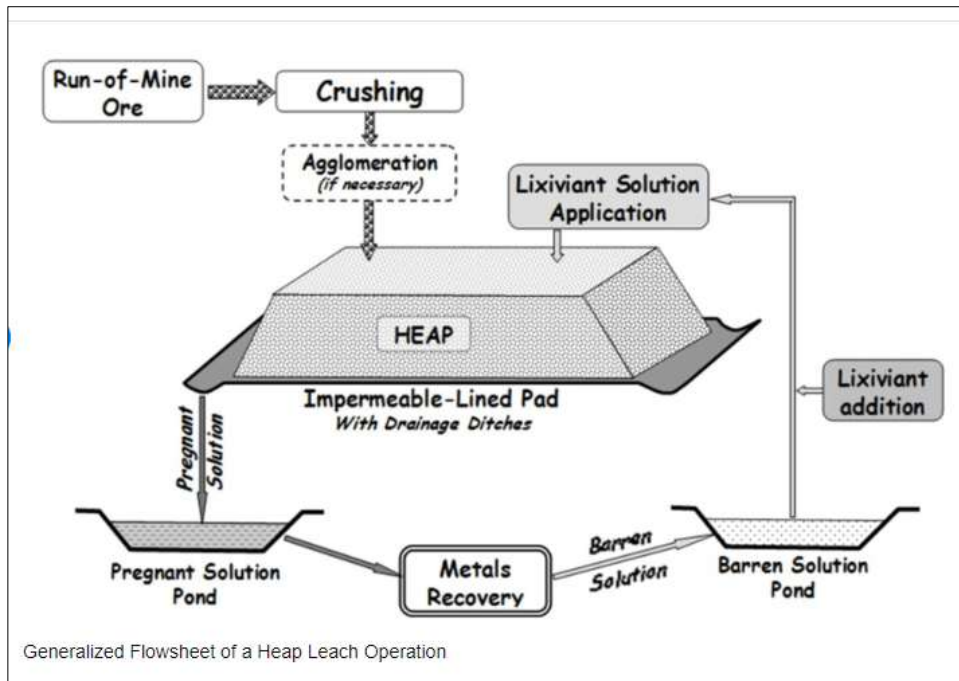 Run-of-Mine
Ore
Crushing
Agglomeration
(if necessary)
Lixiviant Solution
Application
HEAP
Impermeable-Lined Pad
With Drainage Ditches
Lixiviant
addition
Pregnant
Solution
Pregnant Solution
Pond
Metals
Recovery
Barren
Solution
Barren Solution
Pond
Generalized Flowsheet of a Heap Leach Operation